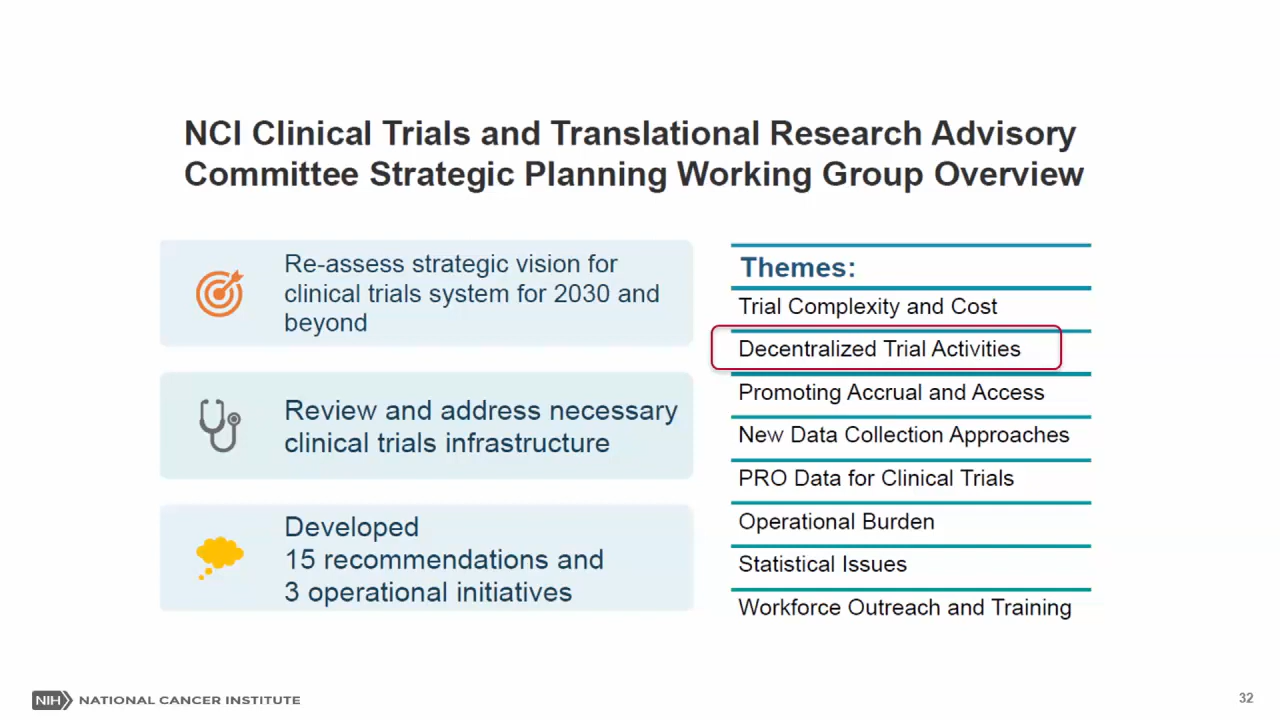 NCI Clinical Trials and Translational Research Advisory
Committee Strategic Planning Working Group Overview
Re-assess strategic vision for
clinical trials system for 2030 and
beyond
Review and address necessary
clinical trials infrastructure
Developed
15 recommendations and
3 operational initiatives
Themes:
Trial Complexity and Cost
Decentralized Trial Activities
Promoting Accrual and Access
New Data Collection Approaches
PRO Data for Clinical Trials
Operational Burden
Statistical Issues
Workforce Outreach and Training
NIH NATIONAL CANCER INSTITUTE
32